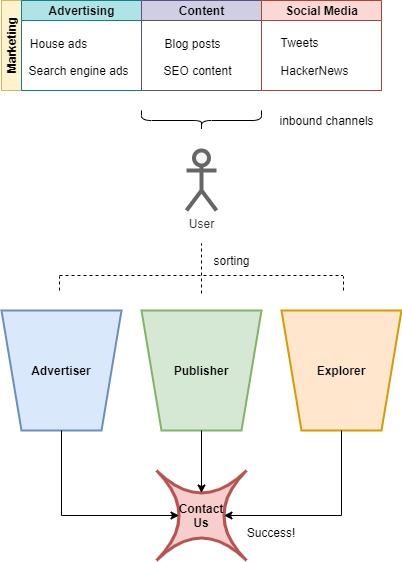 Marketing
Advertising Content Social Media
House ads Blog posts Tweets
Search engine ads SEO content HackerNews
inbound channels
User
sorting
Advertiser Publisher Explorer
Contact
Us
Success!